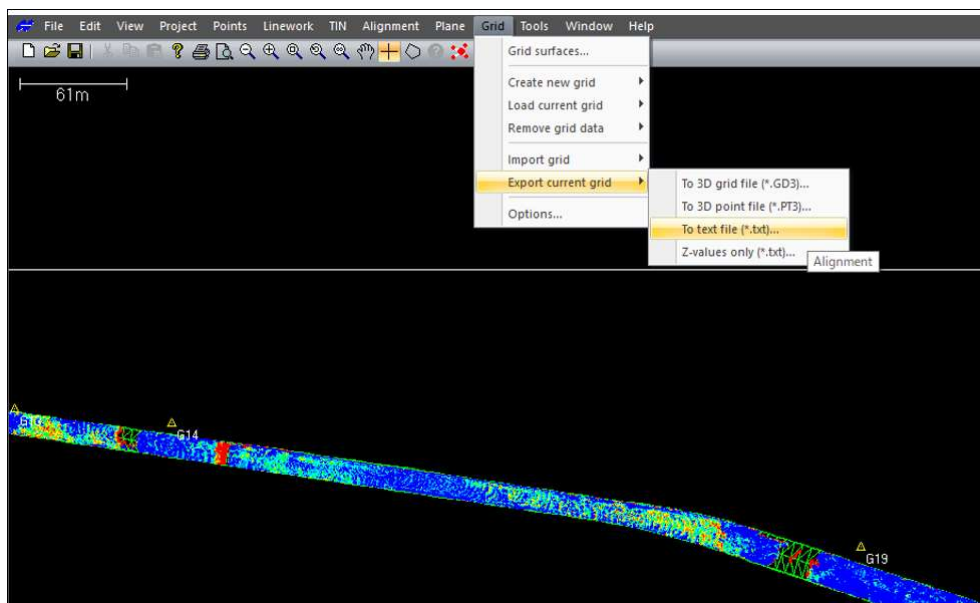 File Edit View Project Points Linework TIN Alignment Plane Grid Tools Window Help
61m
Grid surfaces...
Create new grid
Load current grid
Remove grid data
Import grid
Export current grid
Options...
To 3D grid file (*.GD3)...
To 3D point file (*.PT3)...
To text file (*.txt)...
Z-values only (*.txt)...
Alignment
G14
G19